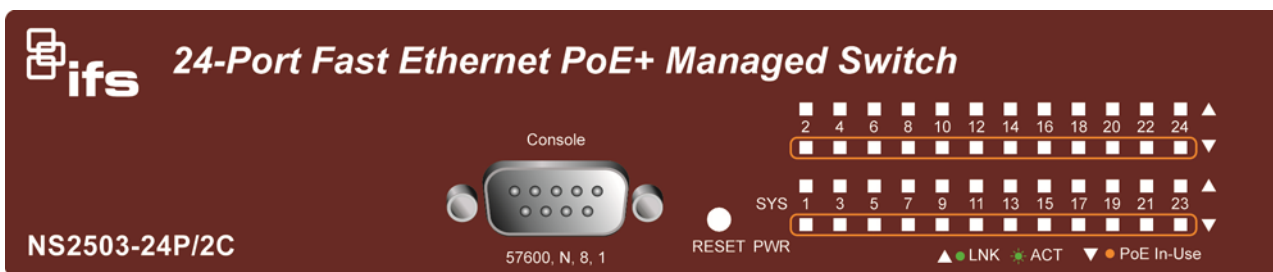 ifs
24-Port Fast Ethernet PoE+ Managed Switch
2 4 6 8 10 12 14 16 18 20 22 24
Console
SYS 1 3 5 7 9 11 13 15 17 19 21 23
RESET PWR
NS2503-24P/2C
57600, N, 8, 1
LNK ACT PoE In-Use